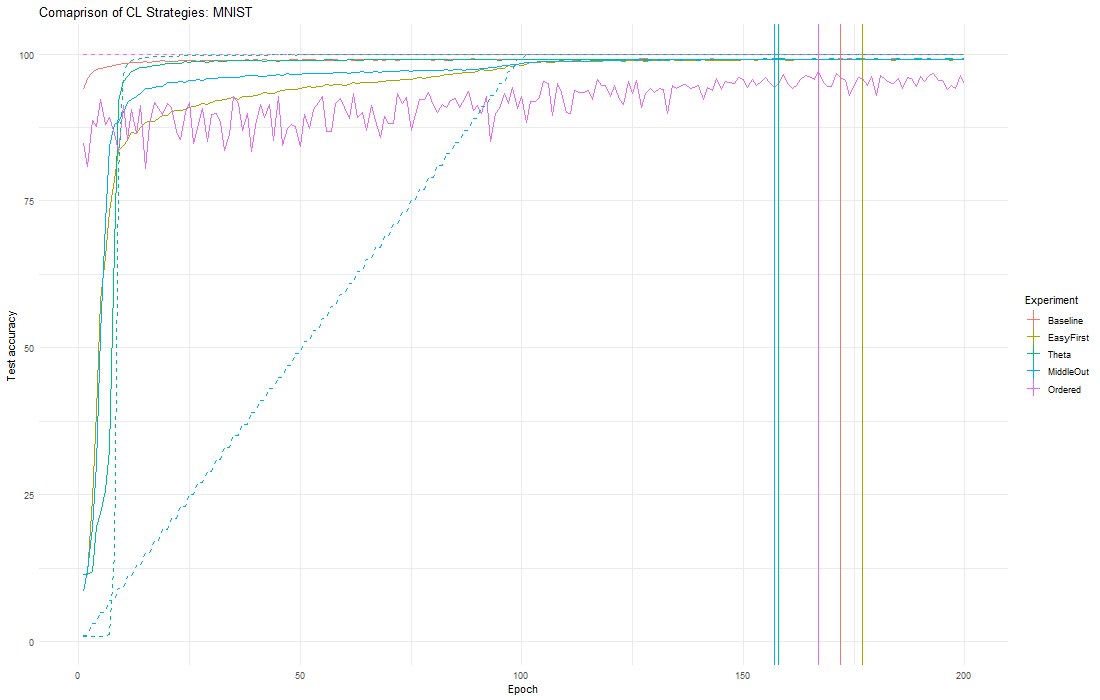 Comaprison of CL Strategies: MNIST
Test accuracy
100
75
50
25
0
0 50 100 150 200
Epoch
Experiment
Baseline
EasyFirst
Theta
MiddleOut
Ordered